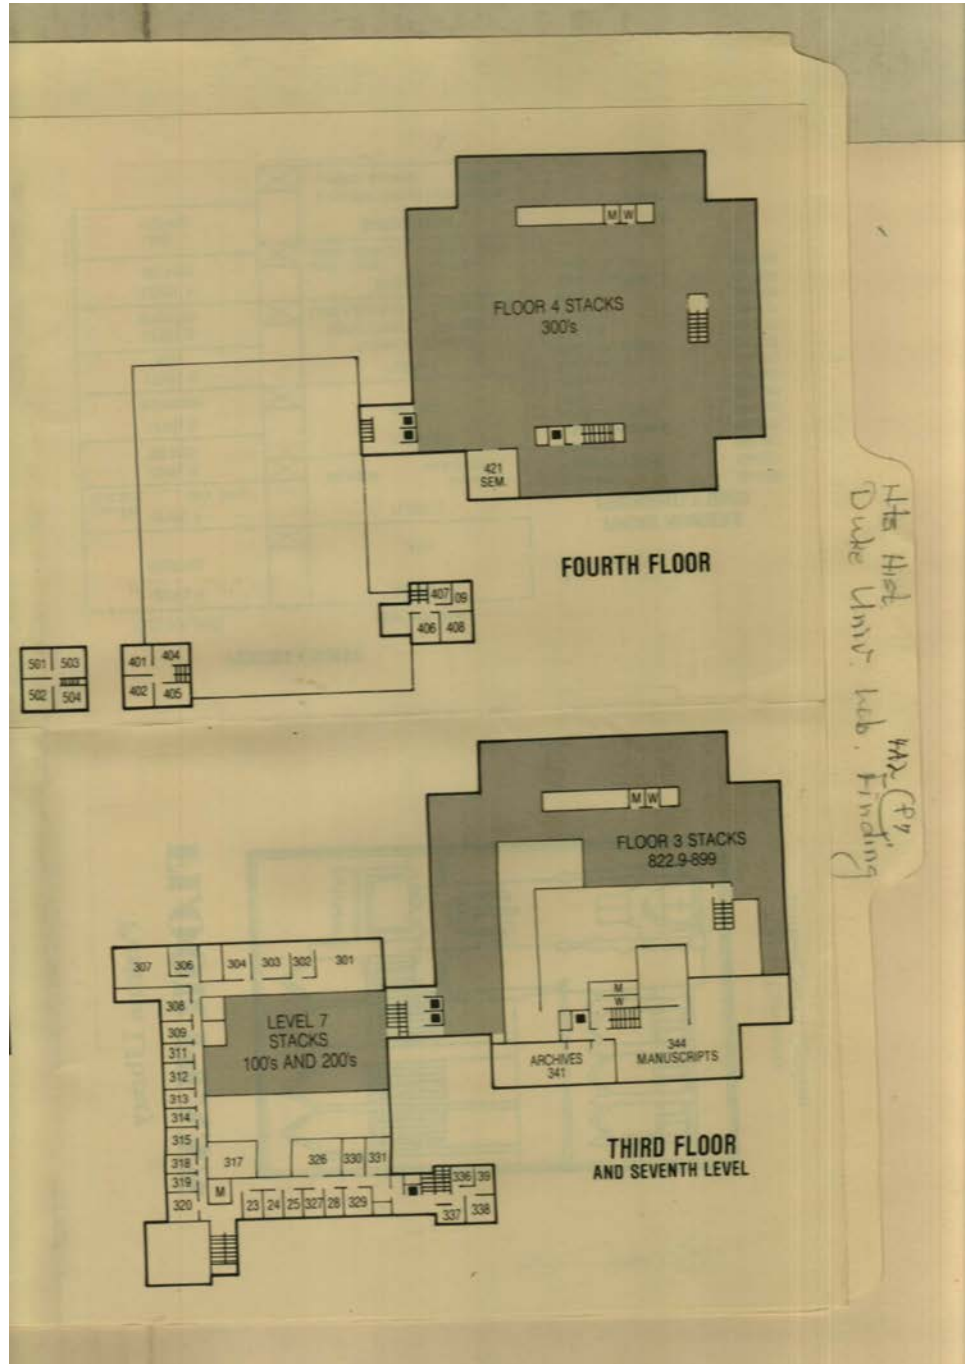 M W
FLOOR 4 STACKS
300's
421
SEM.
FOURTH FLOOR
407 09
406 408
501 503
502 504
401 404
402 405
M W
FLOOR 3 STACKS
822.9-899
307 306 304 303 302 301
308
309
311
312
313
314
315
318
319
320
LEVEL 7
STACKS
100's AND 200's
M
W
ARCHIVES
341
344
MANUSCRIPTS
317 326 330 331
M
23 24 25 327 28 329
336 39
337 338
THIRD FLOOR
AND SEVENTH LEVEL
Hist
Duke Univ. Lib. Finding